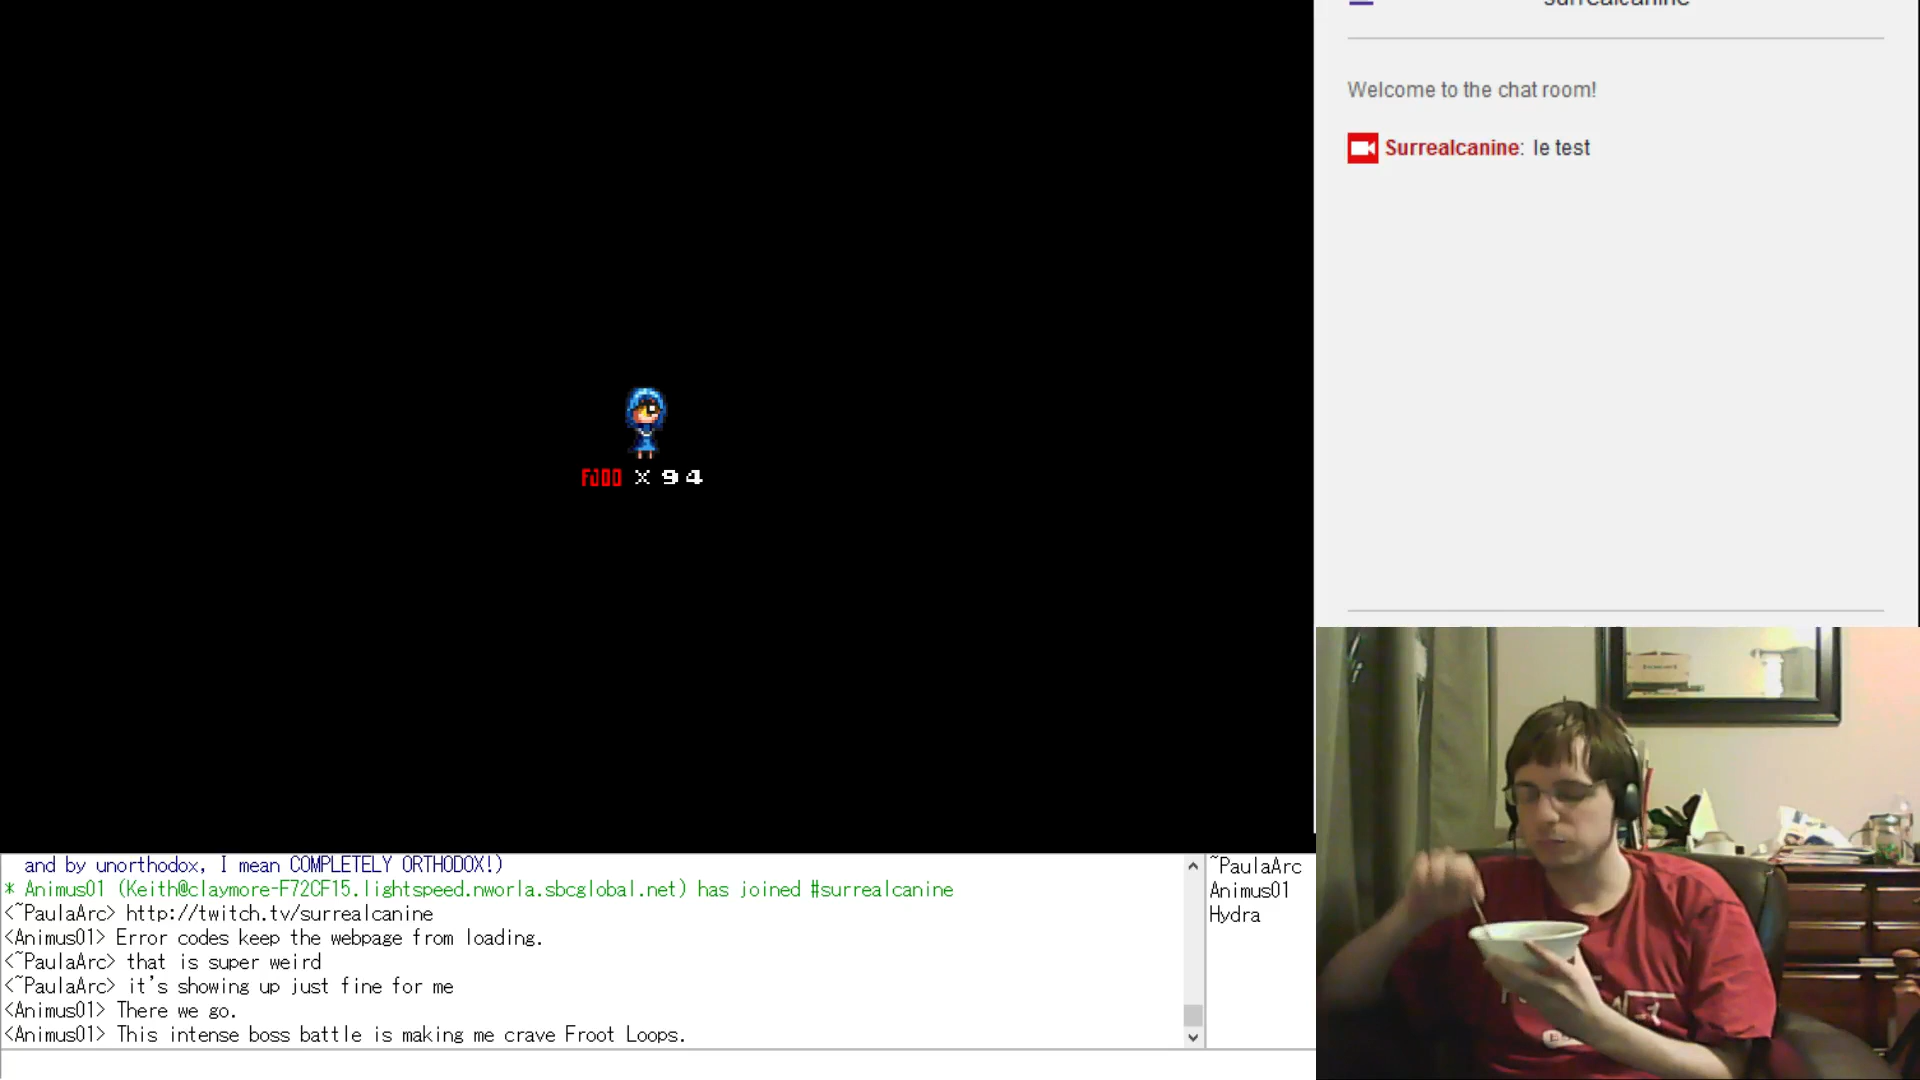 surrealcanine
Welcome to the chat room!
Surrealcanine: le test
X 94
and by unorthodox, I mean COMPLETELY ORTHODOX!)
* Animus01 (Keith@claymore-F72CF15.lightspeed.nworla.sbcglobal.net) has joined #surrealcanine
<~PaulaArc> http://twitch.tv/surrealcanine
<Animus01> Error codes keep the webpage from loading.
<~PaulaArc> that is super weird
<~PaulaArc> it's showing up just fine for me
<Animus01> There we go.
<Animus01> This intense boss battle is making me crave Froot Loops.
~PaulaArc
Animus01
Hydra